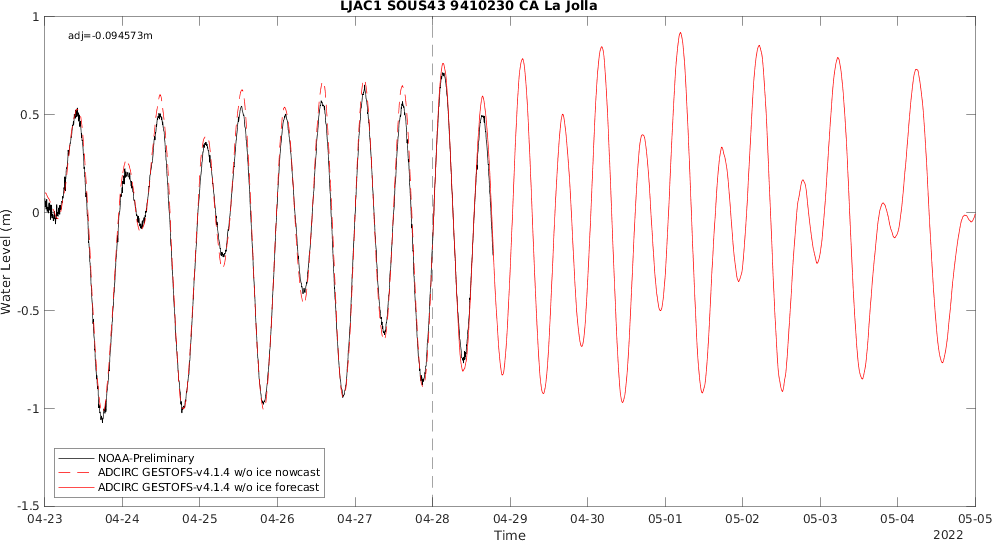 LJAC1 SOUS43 9410230 CA La Jolla
adj=-0.094573m
1
0.5
0
-0.5
-1
-1.5
Water Level (m)
NOAA-Preliminary
ADCIRC GESTOFS-v4.1.4 w/o ice nowcast
ADCIRC GESTOFS-v4.1.4 w/o ice forecast
04-23 04-24 04-25 04-26 04-27 04-28 04-29 04-30 05-01 05-02 05-03 05-04 05-05
Time
2022